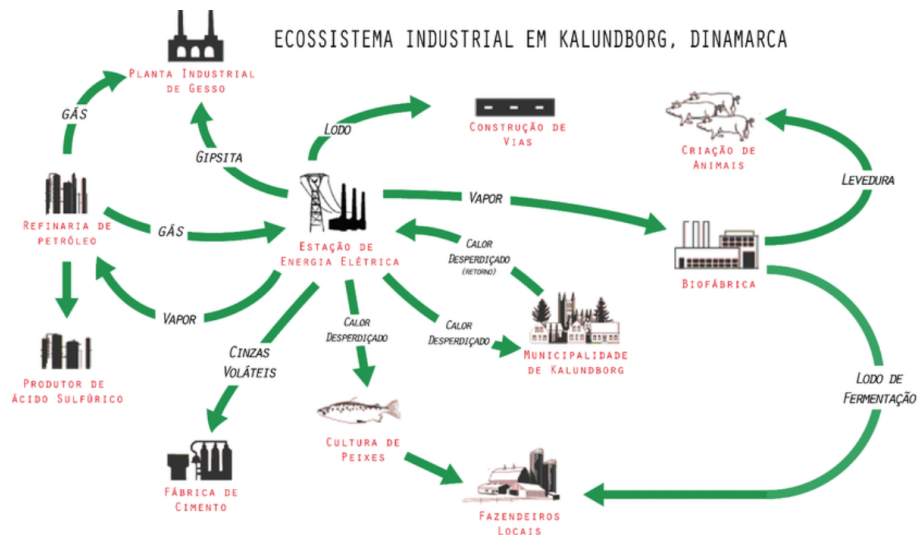 ECOSSISTEMA INDUSTRIAL EM KALUNDBORG, DINAMARCA
PLANTA INDUSTRIAL
DE GESSO
GÁS
LODO
CONSTRUÇÃO DE
VIAS
CRIAÇÃO DE
ANIMAIS
GIPSITA
LEVEDURA
VAPOR
REFINARIA DE
PETRÓLEO
GÁS
ESTAÇÃO DE
ENERGIA ELÉTRICA
CALOR
DESPERDIÇADO
(RETORNO)
BIOFÁBRICA
VAPOR
CALOR
DESPERDIÇADO
CALOR
DESPERDIÇADO
CINZAS
VOLÁTEIS
MUNICIPALIDADE
DE KALUNDBORG
PRODUTOR DE
ÁCIDO SULFÚRICO
LODO DE
FERMENTAÇÃO
CULTURA DE
PEIXES
FÁBRICA DE
CIMENTO
FAZENDEIROS
LOCAIS